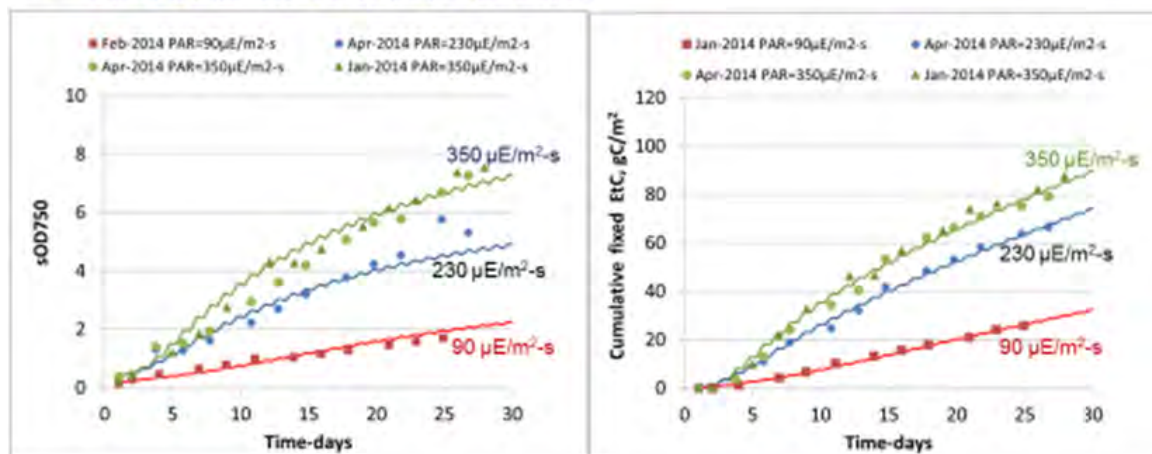 Feb-2014 PAR=90µE/m2-s
Apr-2014 PAR=230µE/m2-s
Apr-2014 PAR=350µE/m2-s
Jan-2014 PAR=350µE/m2-s
10
8
6
4
2
0
sOD750
350 µE/m²-s
230 µE/m²-s
90 µE/m²-s
0 5 10 15 20 25 30
Time-days
Jan-2014 PAR=90µE/m2-s
Apr-2014 PAR=230µE/m2-s
Apr-2014 PAR=350µE/m2-s
Jan-2014 PAR=350µE/m2-s
120
100
80
60
40
20
0
Cumulative fixed EtC, gC/m²
350 µE/m²-s
230 µE/m²-s
90 µE/m²-s
0 5 10 15 20 25 30
Time-days